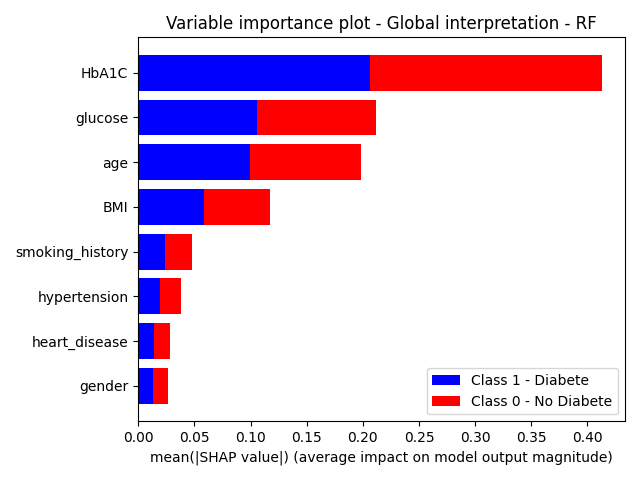 Variable importance plot - Global interpretation - RF
HbA1C
glucose
age
BMI
smoking_history
hypertension
heart_disease
gender
Class 1 - Diabete
Class 0 - No Diabete
0.00 0.05 0.10 0.15 0.20 0.25 0.30 0.35 0.40
mean(|SHAP value|) (average impact on model output magnitude)